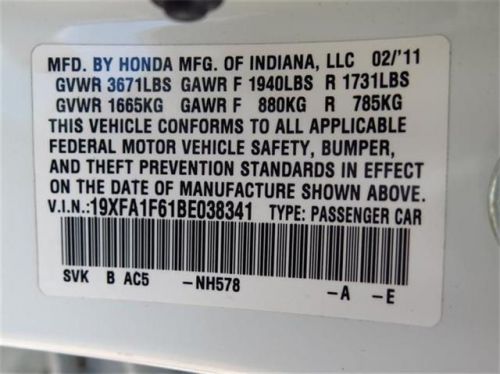 MFD. BY HONDA MFG. OF INDIANA, LLC 02/'11
GVWR 3671LBS GAWR F 1940LBS R 1731LBS
GVWR 1665KG GAWR F 880KG R 785KG
THIS VEHICLE CONFORMS TO ALL APPLICABLE
FEDERAL MOTOR VEHICLE SAFETY, BUMPER,
AND THEFT PREVENTION STANDARDS IN EFFECT
ON THE DATE OF MANUFACTURE SHOWN ABOVE.
V.I.N.:19XFA1F61BE038341 TYPE: PASSENGER CAR
SVK B AC5 -NH578 -A -E